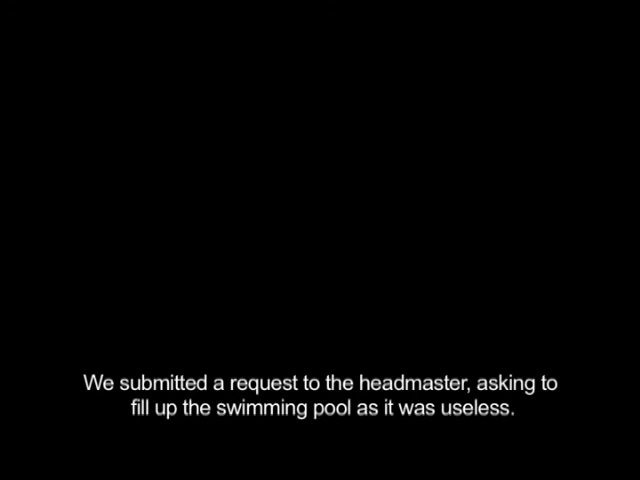 We submitted a request to the headmaster, asking to
fill up the swimming pool as it was useless.